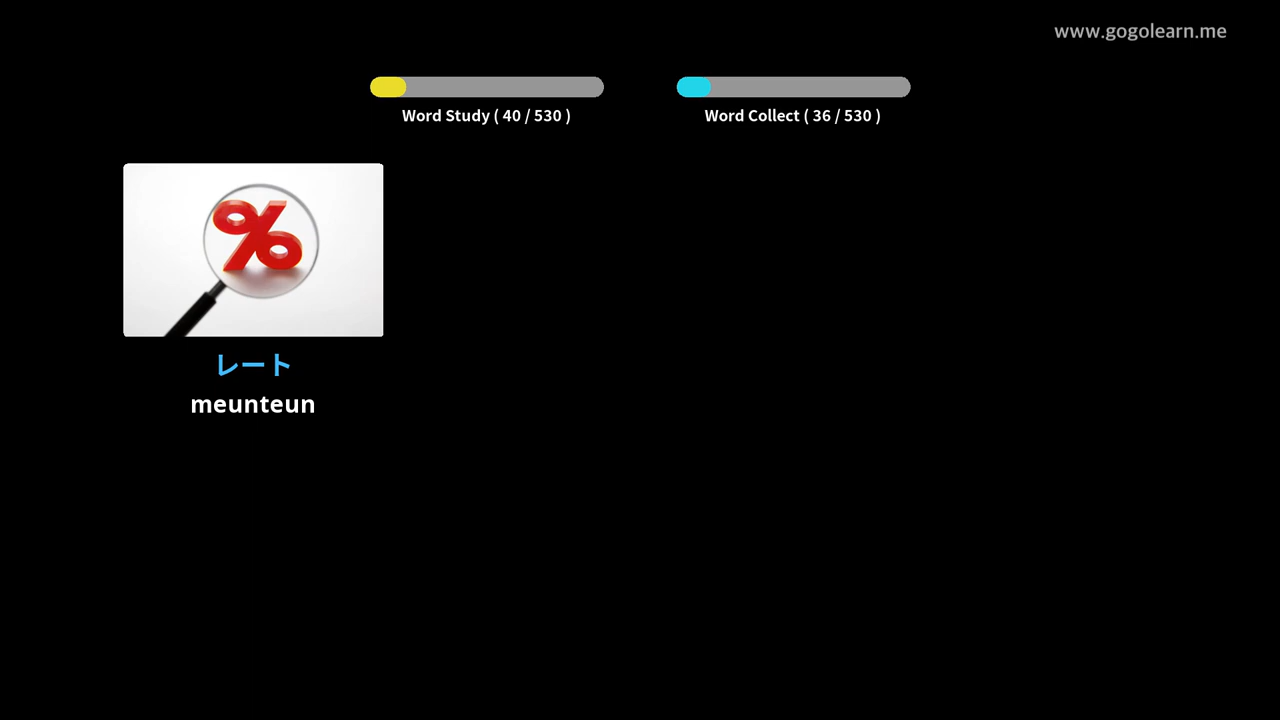 www.gogolearn.me
Word Study ( 40 / 530 )
Word Collect ( 36 / 530 )
%
レート
meunteun